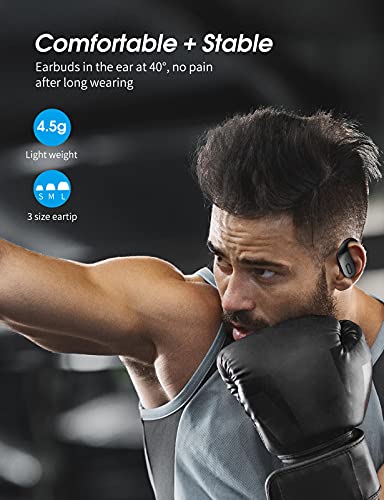 Comfortable + Stable
Earbuds in the ear at 40°, no pain
after long wearing
4.5g
Light weight
S M L
3 size eartip